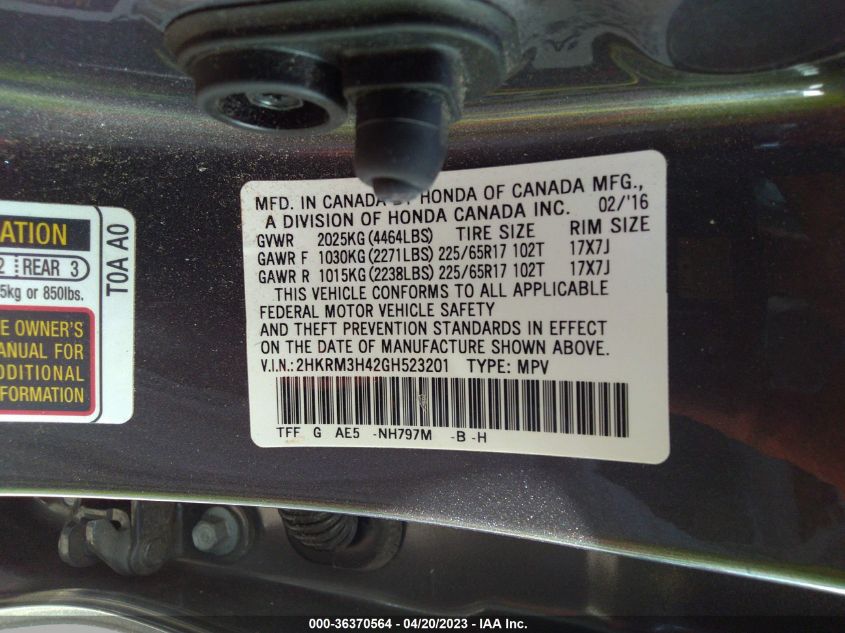 ATION
2 REAR 3
5kg or 850lbs.
E OWNER'S
ANUAL FOR
DDITIONAL
FORMATION
T0A A0
MFD. IN CANADA BY HONDA OF CANADA MFG.,
A DIVISION OF HONDA CANADA INC. 02/'16
GVWR 2025KG(4464LBS) TIRE SIZE RIM SIZE
GAWR F 1030KG(2271LBS) 225/65R17 102T 17X7J
GAWR R 1015KG(2238LBS) 225/65R17 102T 17X7J
THIS VEHICLE CONFORMS TO ALL APPLICABLE
FEDERAL MOTOR VEHICLE SAFETY
AND THEFT PREVENTION STANDARDS IN EFFECT
ON THE DATE OF MANUFACTURE SHOWN ABOVE.
V.I.N.: 2HKRM3H42GH523201 TYPE: MPV
TFF G AE5 -NH797M -B -H
000-36370564 - 04/20/2023 - IAA Inc.